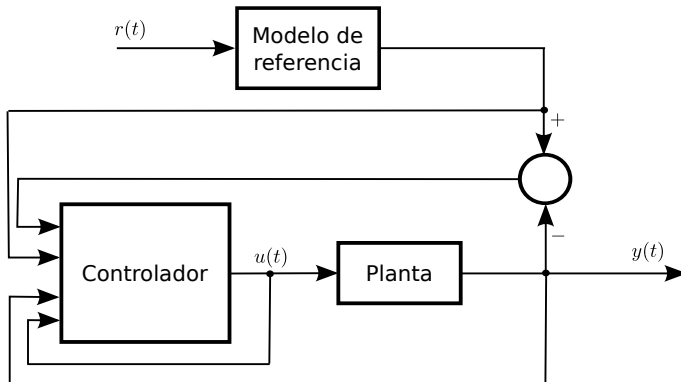 r(t)
Modelo de
referencia
+
−
Controlador
u(t)
Planta
y(t)